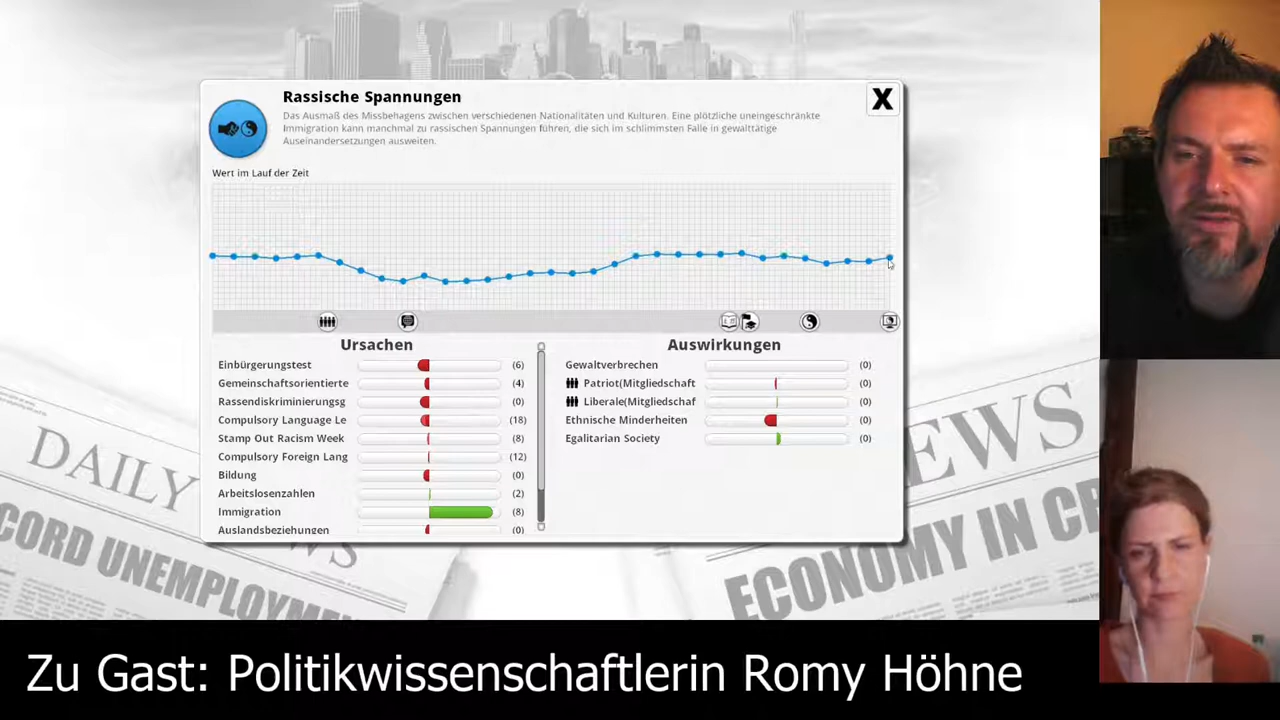 Rassische Spannungen
X
Das Ausmaß des Missbehagens zwischen verschiedenen Nationalitäten und Kulturen. Eine plötzliche uneingeschränkte
Immigration kann manchmal zu rassischen Spannungen führen, die sich im schlimmsten Falle in gewalttätige
Auseinandersetzungen ausweiten.
Wert im Lauf der Zeit
Ursachen
Einbürgerungstest (6)
Gemeinschaftsorientierte (4)
Rassendiskriminierungsg (0)
Compulsory Language Le (18)
Stamp Out Racism Week (8)
Compulsory Foreign Lang (12)
Bildung (0)
Arbeitslosenzahlen (2)
Immigration (8)
Auslandsbeziehungen (0)
Auswirkungen
Gewaltverbrechen (0)
Patriot(Mitgliedschaft (0)
Liberale(Mitgliedschaf (0)
Ethnische Minderheiten (0)
Egalitarian Society (0)
DAILY
NEWS
CORD UNEMPLOYME
ECONOMY IN CR
Zu Gast: Politikwissenschaftlerin Romy Höhne